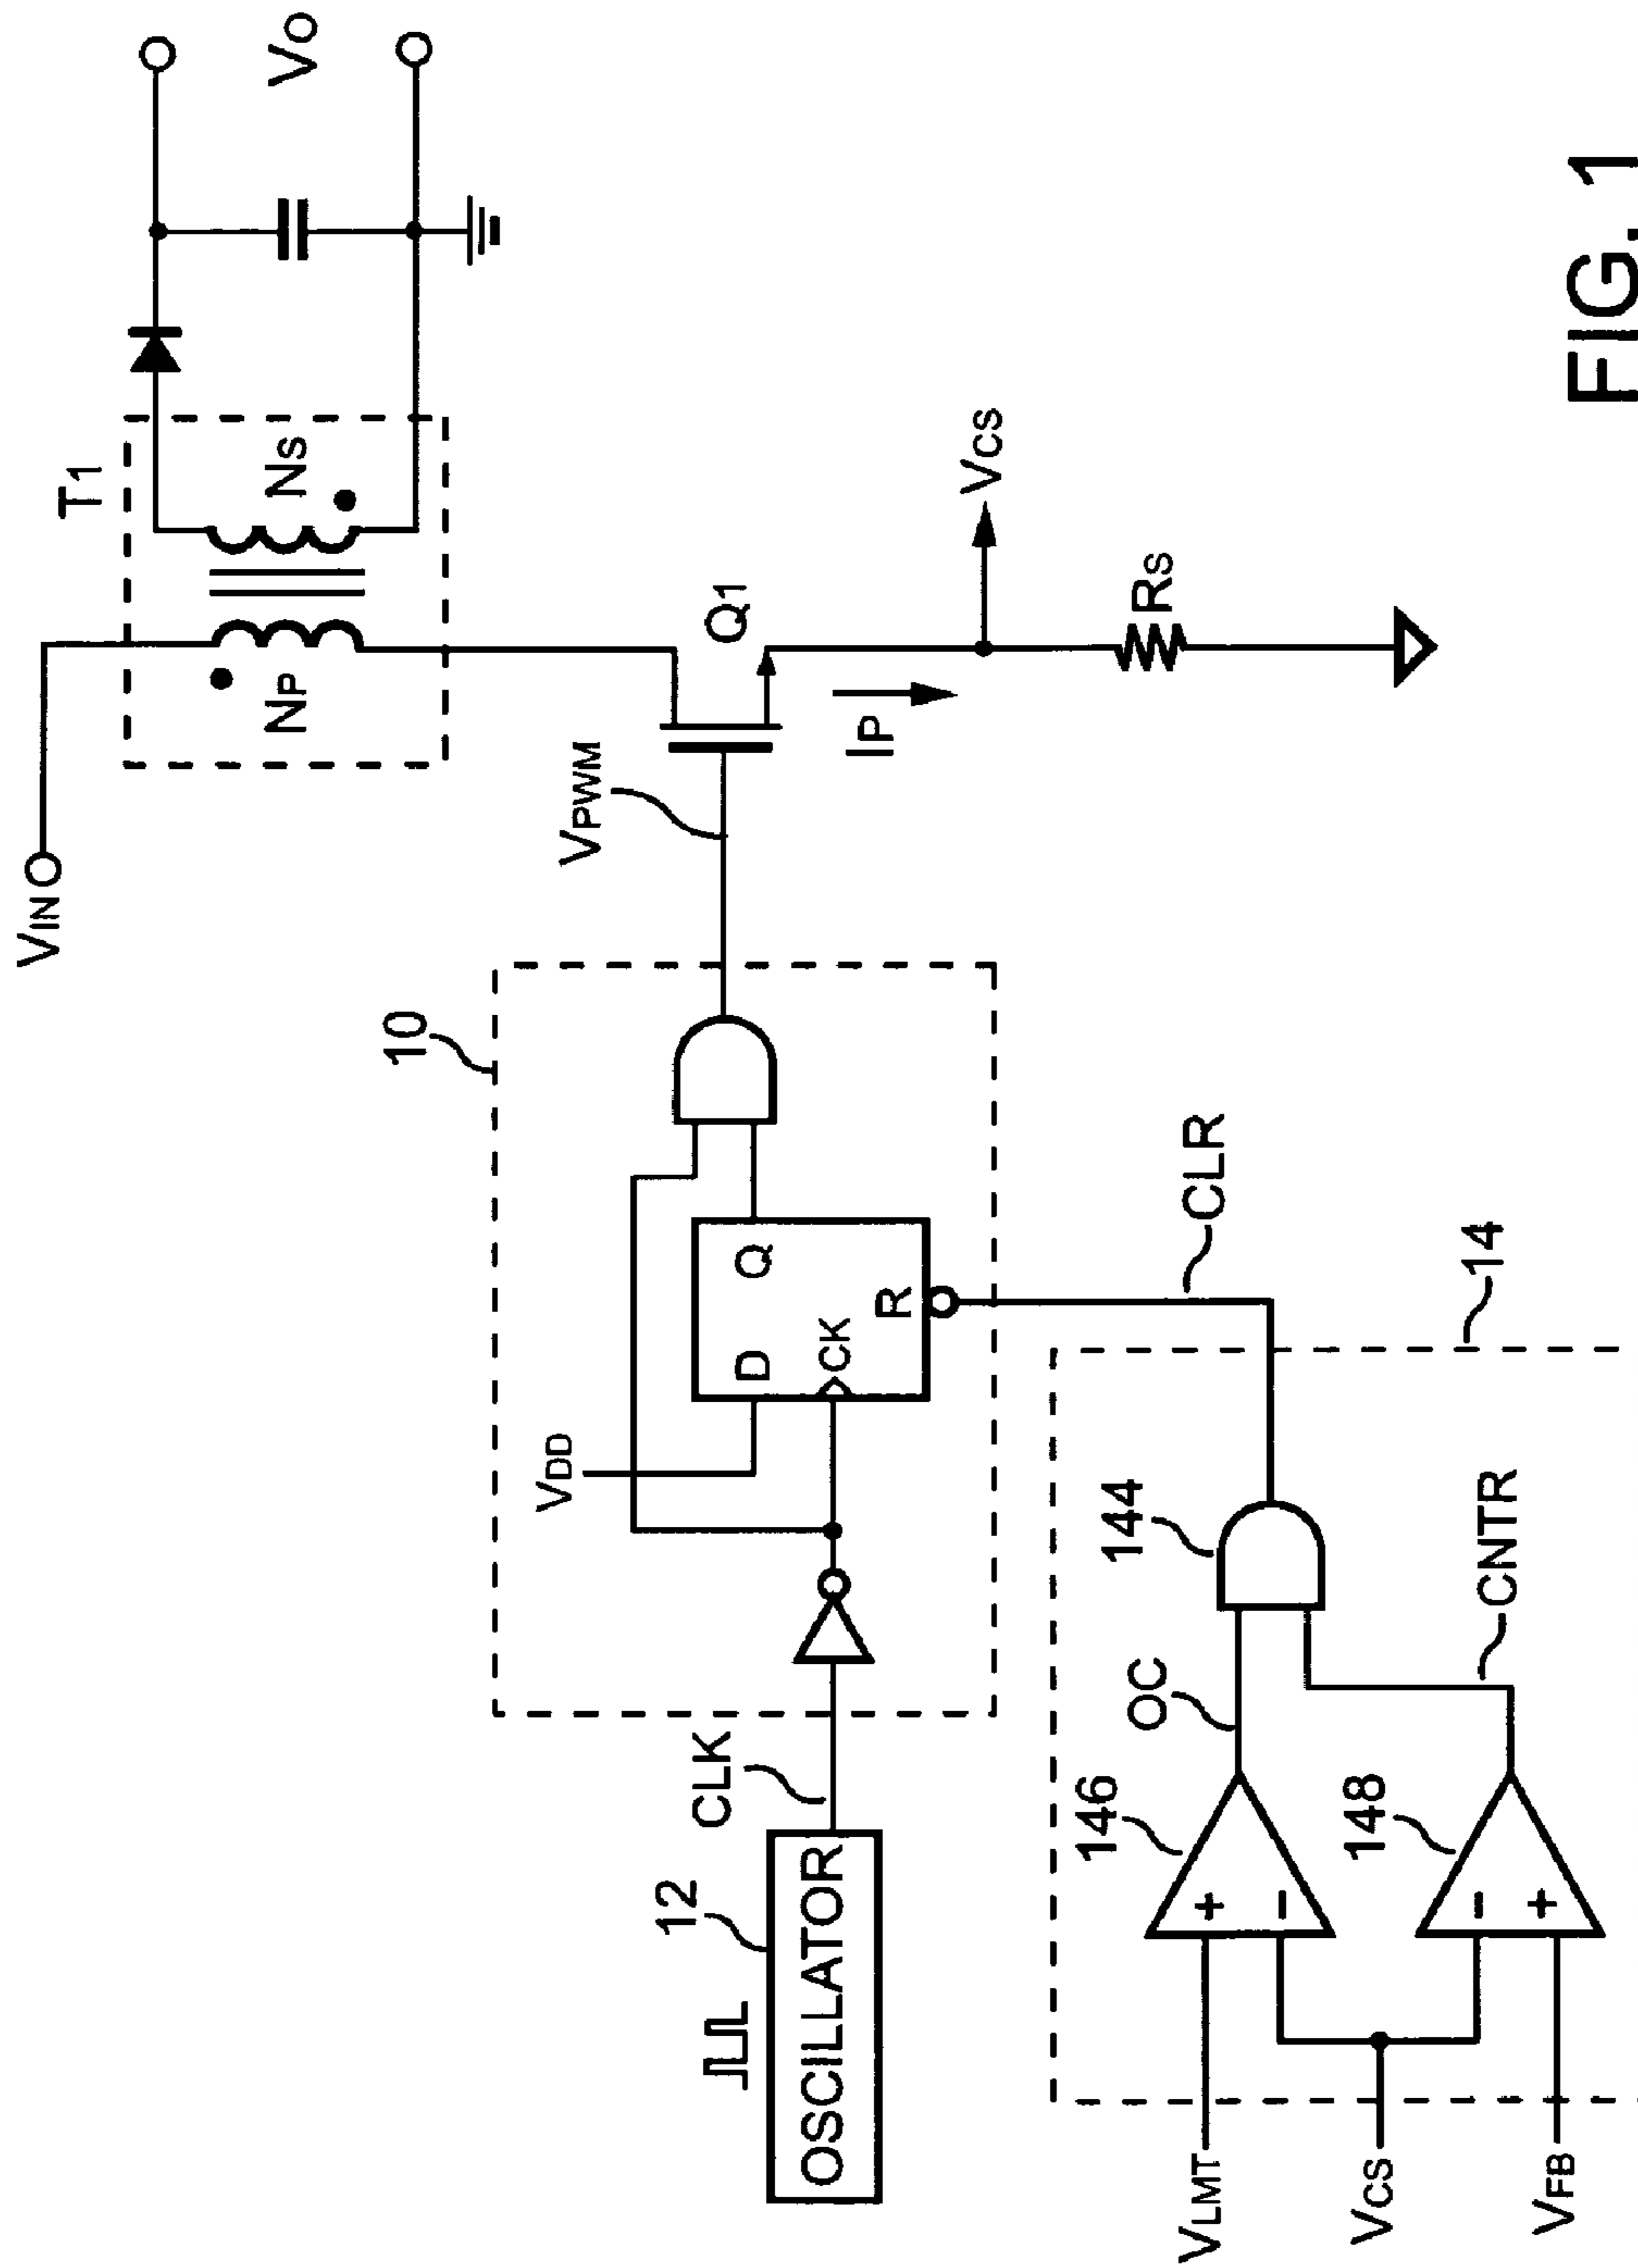 VIN
T1
NP
NS
VO
10
VPWM
Q1
IP
VCS
RS
VDD
D
Q
CK
R
12
OSCILLATOR
CLK
CLR
14
144
146
OC
148
CNTR
+
−
−
+
VLMT
VCS
VFB
FIG. 1